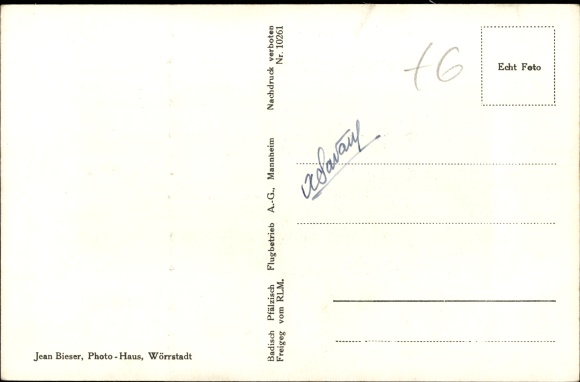 Jean Bieser, Photo-Haus, Wörrstadt
Badisch Pfälzisch Flugbetrieb A.-G., Mannheim Nachdruck verboten
Freigeg vom RLM. Nr. 10261
Echt Foto